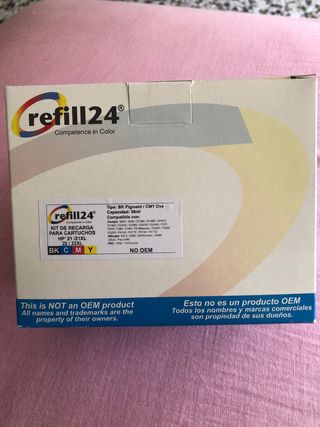 refill24®
Competence in Color
refill24®
Competence in Color
KIT DE RECARGA
PARA CARTUCHOS
HP 21 /21XL
22 / 22XL
BK C M Y
Tipo: BK Pigment / CMY Dye
Capacidad: 50ml
Compatible con:
NO OEM
This is NOT an OEM product
All names and trademarks are the
property of their owners.
Esto no es un producto OEM
Todos los nombres y marcas comerciales
son propiedad de sus dueños.